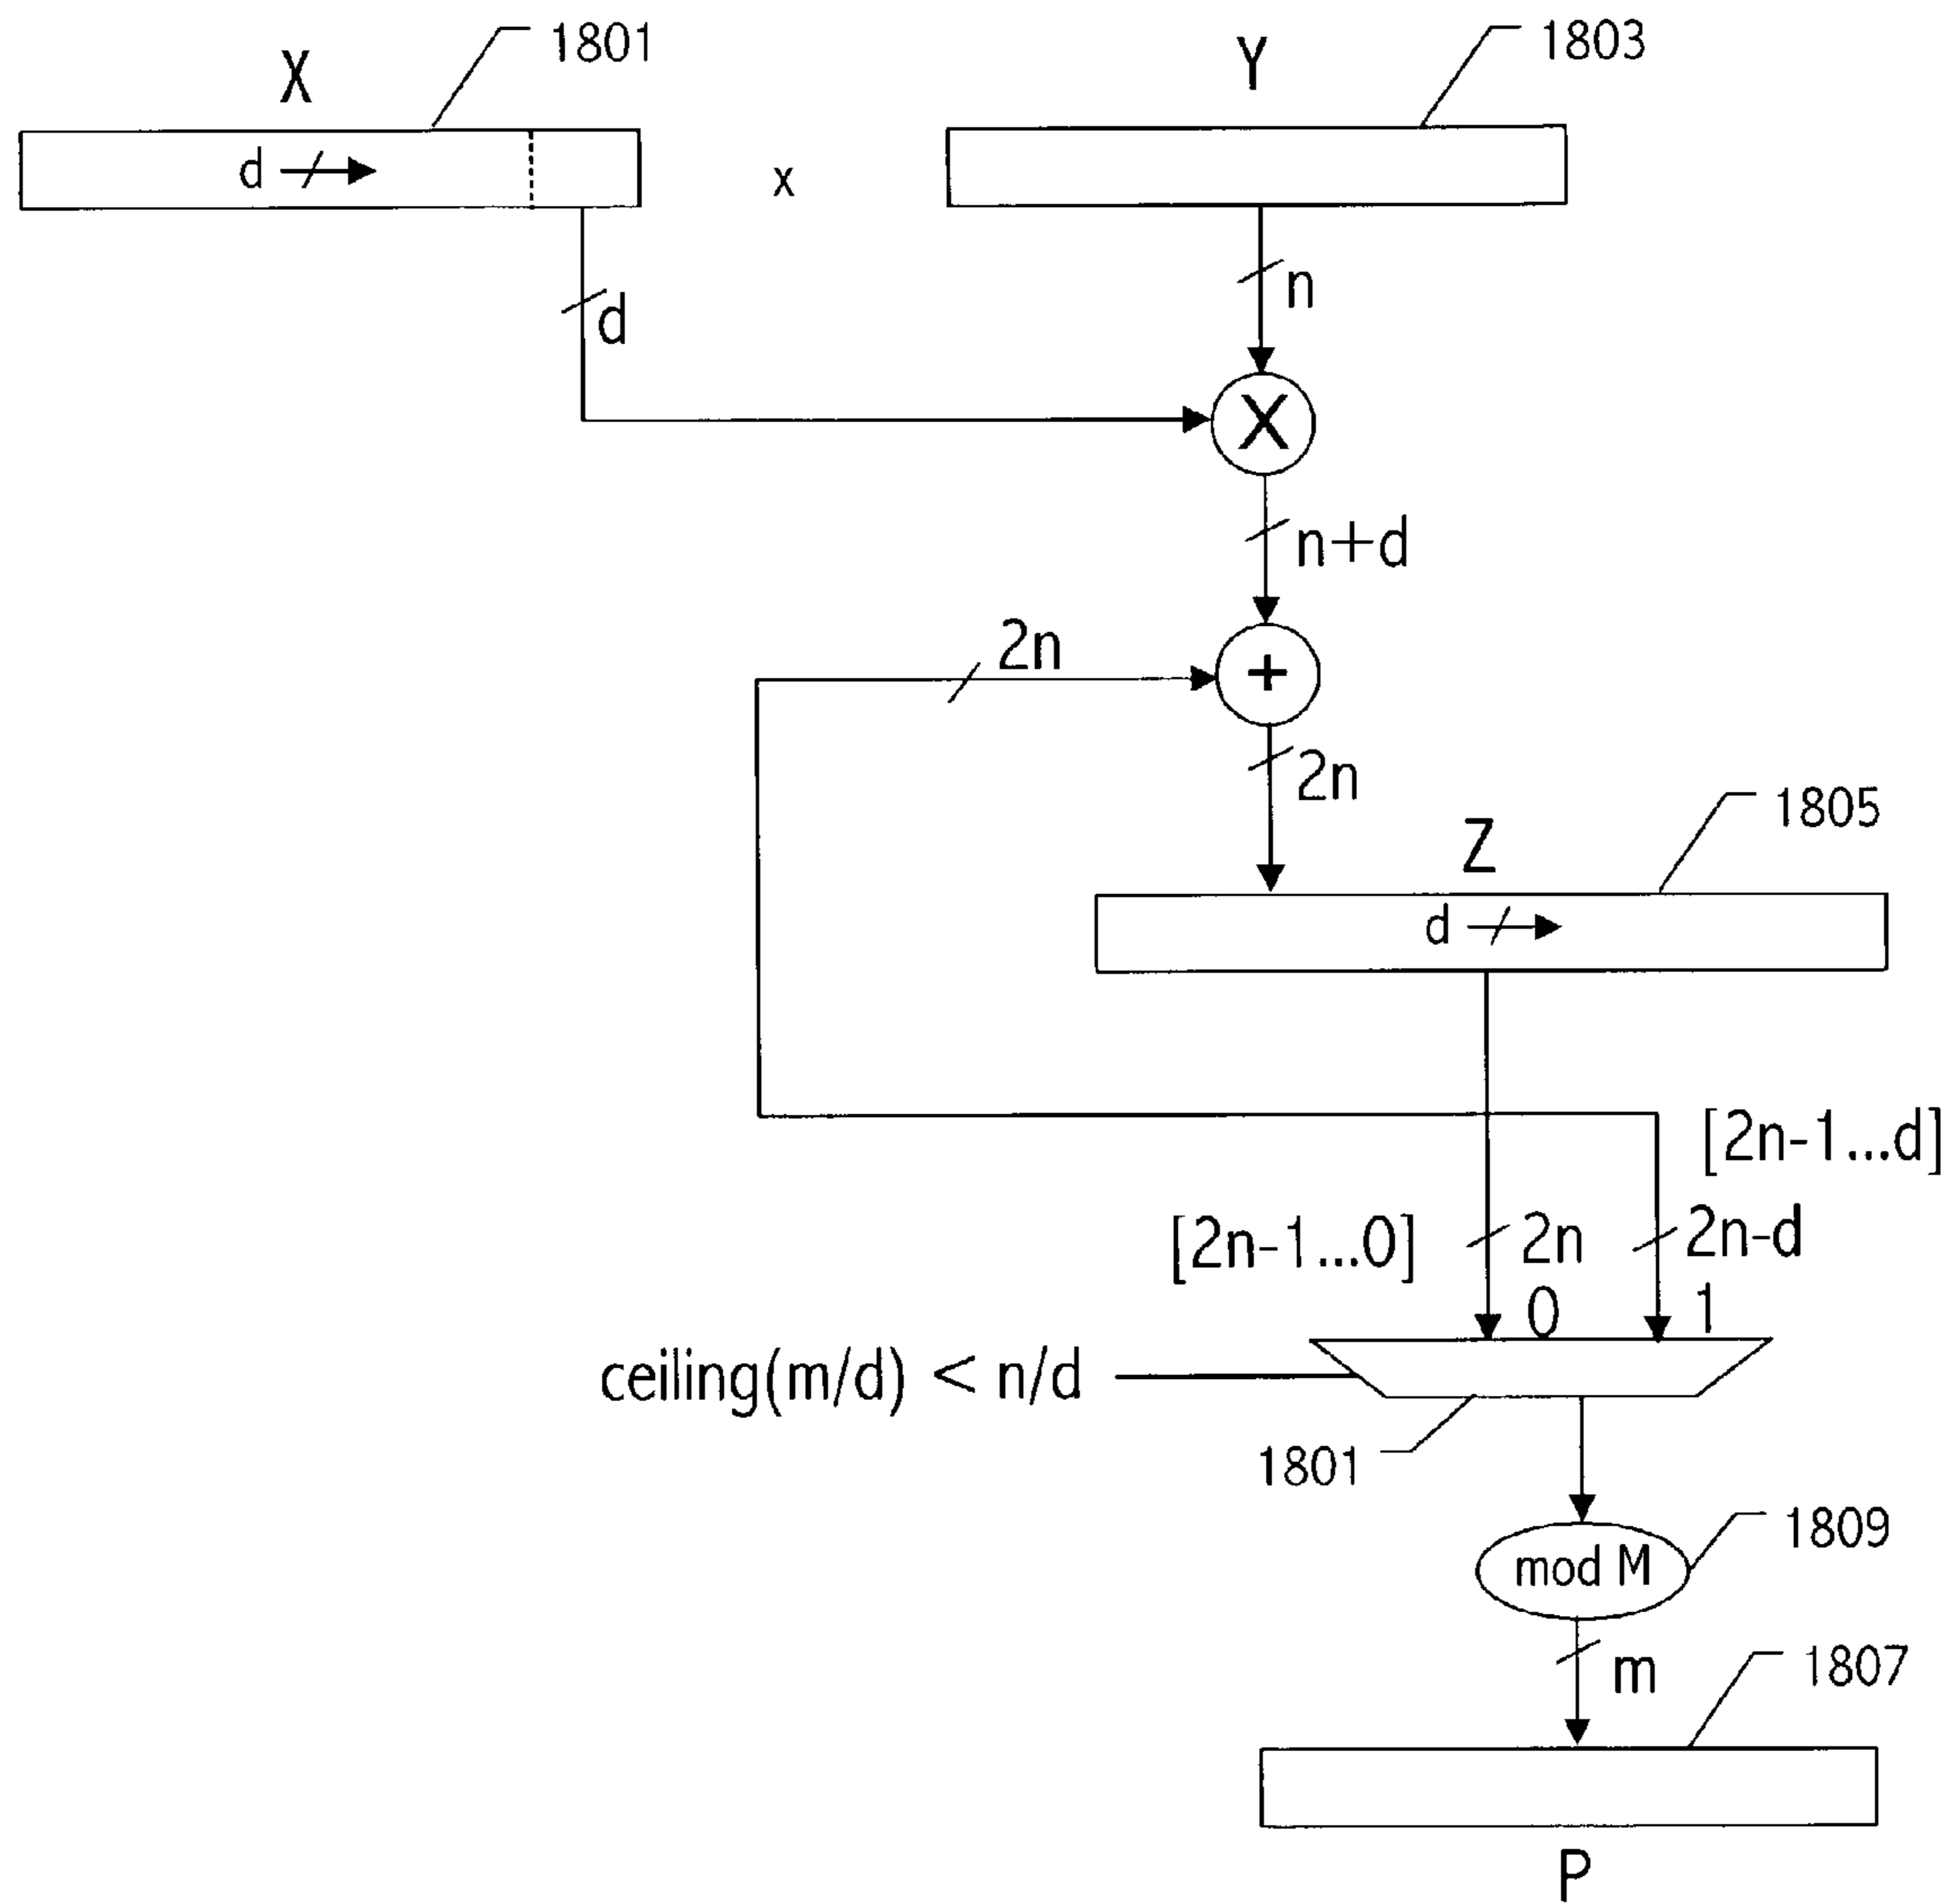 X
1801
Y
1803
d
x
n
d
X
n+d
2n
+
2n
1805
Z
d
[2n-1...d]
[2n-1...0]
2n
2n-d
0
1
ceiling(m/d) < n/d
1801
1809
mod M
1807
m
P